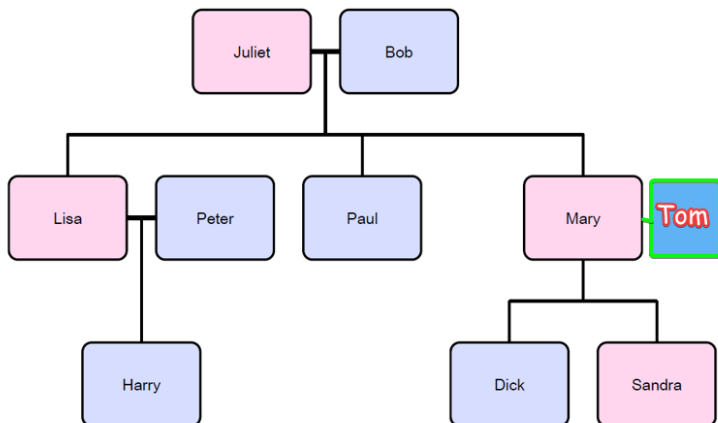 Juliet
Bob
Lisa
Peter
Paul
Mary
Tom
Harry
Dick
Sandra